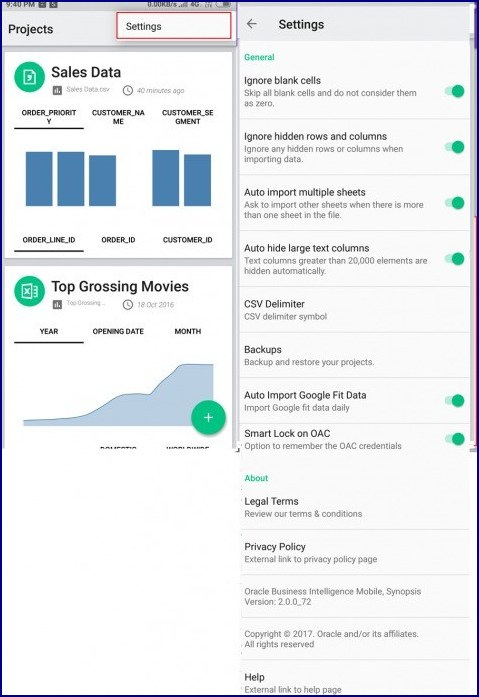 9:40 PM
0.00KB/s 4G
Projects
Settings
Sales Data
Sales Data.csv
40 minutes ago
ORDER_PRIORIT
Y
CUSTOMER_NA
ME
CUSTOMER_SE
GMENT
ORDER_LINE_ID
ORDER_ID
CUSTOMER_ID
Top Grossing Movies
Top Grossing...
18 Oct 2016
YEAR
OPENING DATE
MONTH
DOMESTIC
WORLDWIDE
Settings
General
Ignore blank cells
Skip all blank cells and do not consider them
as zero.
Ignore hidden rows and columns
Ignore any hidden rows or columns when
importing data.
Auto import multiple sheets
Ask to import other sheets when there is more
than one sheet in the file.
Auto hide large text columns
Text columns greater than 20,000 elements are
hidden automatically.
CSV Delimiter
CSV delimiter symbol
Backups
Backup and restore your projects.
Auto Import Google Fit Data
Import Google fit data daily
Smart Lock on OAC
Option to remember the OAC credentials
About
Legal Terms
Review our terms & conditions
Privacy Policy
External link to privacy policy page
Oracle Business Intelligence Mobile, Synopsis
Version: 2.0.0_72
Copyright © 2017. Oracle and/or its affiliates.
All rights reserved
Help
External link to help page